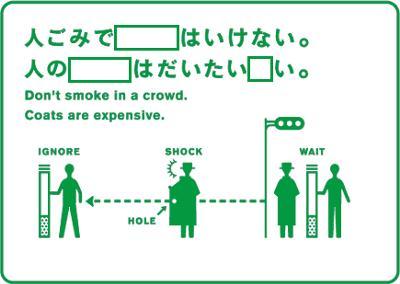 人ごみではいけない。
人のはだいたいい。
Don't smoke in a crowd.
Coats are expensive.
IGNORE SHOCK WAIT
HOLE